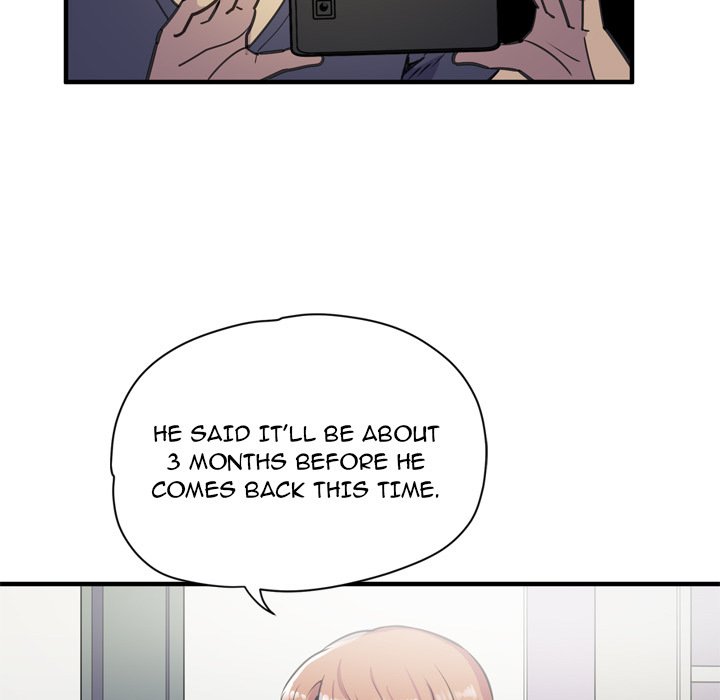 HE SAID IT'LL BE ABOUT
3 MONTHS BEFORE HE
COMES BACK THIS TIME.